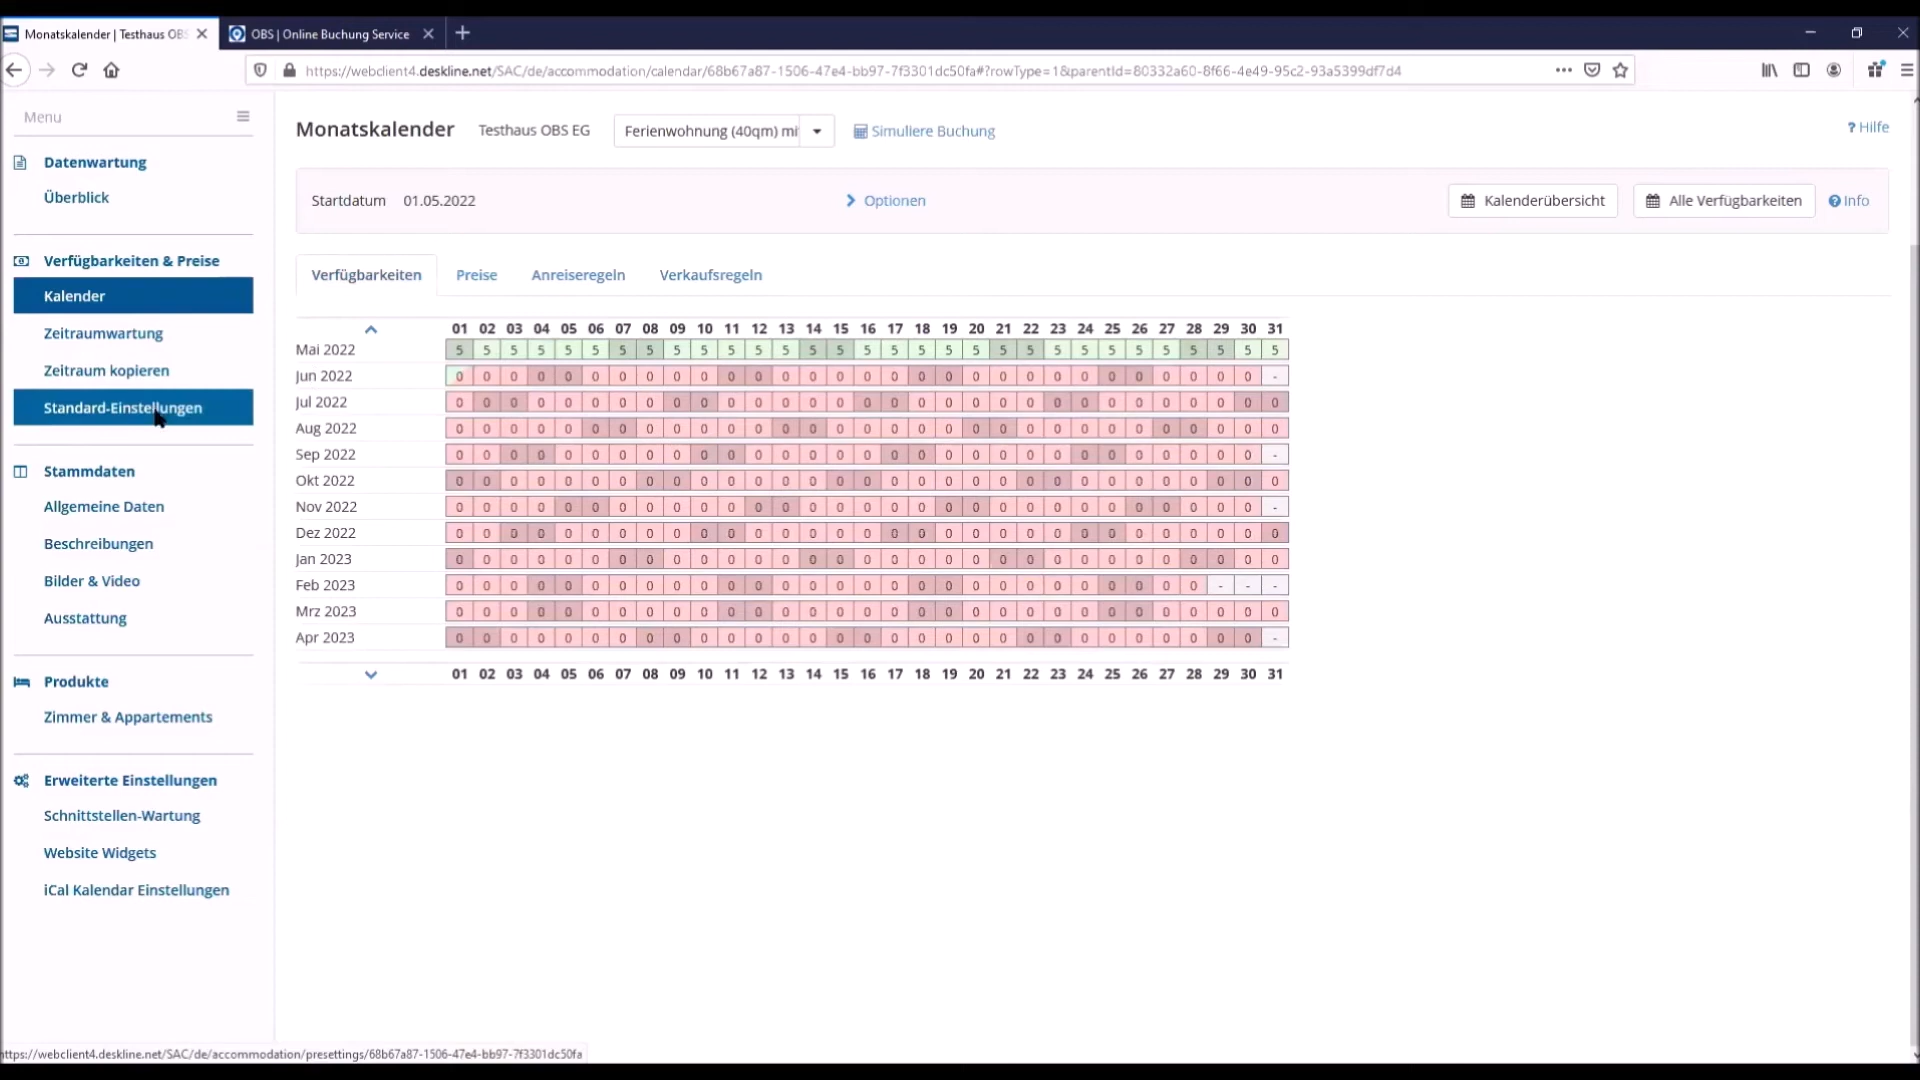 Monatskalender | Testhaus OBS
OBS | Online Buchung Service
https://webclient4.deskline.net/SAC/de/accommodation/calendar/68b67a87-1506-47e4-bb97-7f3301dc50fa#?rowType=1&parentId=80332a60-8f66-4e49-95c2-93a5399df7d4
Menu
Datenwartung
Überblick
Verfügbarkeiten & Preise
Kalender
Zeitraumwartung
Zeitraum kopieren
Standard-Einstellungen
Stammdaten
Allgemeine Daten
Beschreibungen
Bilder & Video
Ausstattung
Produkte
Zimmer & Appartements
Erweiterte Einstellungen
Schnittstellen-Wartung
Website Widgets
iCal Kalendar Einstellungen
Monatskalender Testhaus OBS EG Ferienwohnung (40qm) mi Simuliere Buchung ? Hilfe
Startdatum 01.05.2022 Optionen Kalenderübersicht Alle Verfügbarkeiten Info
Verfügbarkeiten Preise Anreiseregeln Verkaufsregeln
01 02 03 04 05 06 07 08 09 10 11 12 13 14 15 16 17 18 19 20 21 22 23 24 25 26 27 28 29 30 31
Mai 2022 5 5 5 5 5 5 5 5 5 5 5 5 5 5 5 5 5 5 5 5 5 5 5 5 5 5 5 5 5 5 5
Jun 2022 0 0 0 0 0 0 0 0 0 0 0 0 0 0 0 0 0 0 0 0 0 0 0 0 0 0 0 0 0 0 -
Jul 2022 0 0 0 0 0 0 0 0 0 0 0 0 0 0 0 0 0 0 0 0 0 0 0 0 0 0 0 0 0 0 0
Aug 2022 0 0 0 0 0 0 0 0 0 0 0 0 0 0 0 0 0 0 0 0 0 0 0 0 0 0 0 0 0 0 0
Sep 2022 0 0 0 0 0 0 0 0 0 0 0 0 0 0 0 0 0 0 0 0 0 0 0 0 0 0 0 0 0 0 -
Okt 2022 0 0 0 0 0 0 0 0 0 0 0 0 0 0 0 0 0 0 0 0 0 0 0 0 0 0 0 0 0 0 0
Nov 2022 0 0 0 0 0 0 0 0 0 0 0 0 0 0 0 0 0 0 0 0 0 0 0 0 0 0 0 0 0 0 -
Dez 2022 0 0 0 0 0 0 0 0 0 0 0 0 0 0 0 0 0 0 0 0 0 0 0 0 0 0 0 0 0 0 0
Jan 2023 0 0 0 0 0 0 0 0 0 0 0 0 0 0 0 0 0 0 0 0 0 0 0 0 0 0 0 0 0 0 0
Feb 2023 0 0 0 0 0 0 0 0 0 0 0 0 0 0 0 0 0 0 0 0 0 0 0 0 0 0 0 0 - - -
Mrz 2023 0 0 0 0 0 0 0 0 0 0 0 0 0 0 0 0 0 0 0 0 0 0 0 0 0 0 0 0 0 0 0
Apr 2023 0 0 0 0 0 0 0 0 0 0 0 0 0 0 0 0 0 0 0 0 0 0 0 0 0 0 0 0 0 0 -
01 02 03 04 05 06 07 08 09 10 11 12 13 14 15 16 17 18 19 20 21 22 23 24 25 26 27 28 29 30 31
https://webclient4.deskline.net/SAC/de/accommodation/presettings/68b67a87-1506-47e4-bb97-7f3301dc50fa